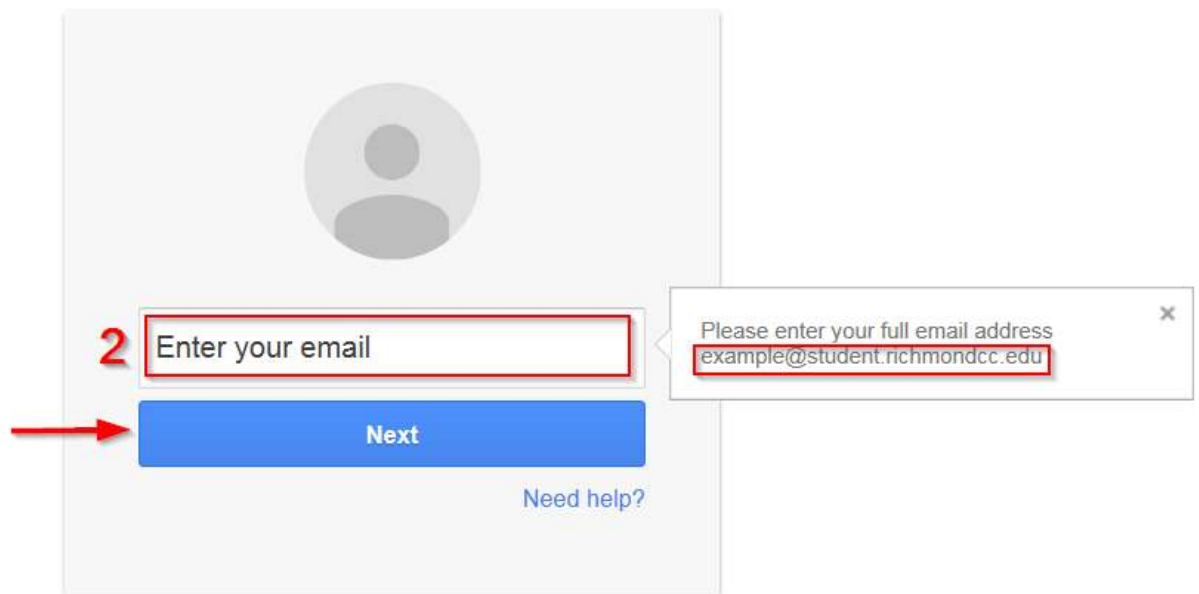 2
Enter your email
Please enter your full email address
example@student.richmondcc.edu
×
Next
Need help?